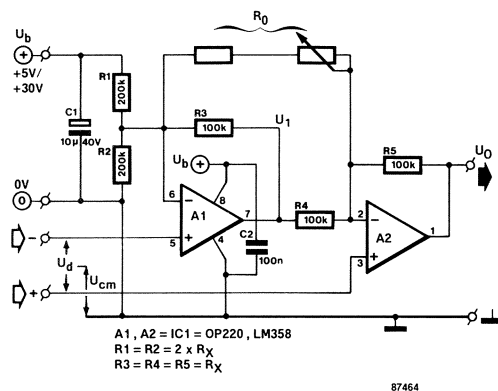 R0
Ub
+5V/
+30V
R1
200k
C1
10µ 40V
R2
200k
R3
100k
U1
Ub
6
8
A1
7
5
4
C2
100n
R4
100k
R5
100k
U0
2
A2
1
3
0V
0
−
+
Ud
Ucm
A1, A2 = IC1 = OP220, LM358
R1 = R2 = 2 x RX
R3 = R4 = R5 = RX
87464